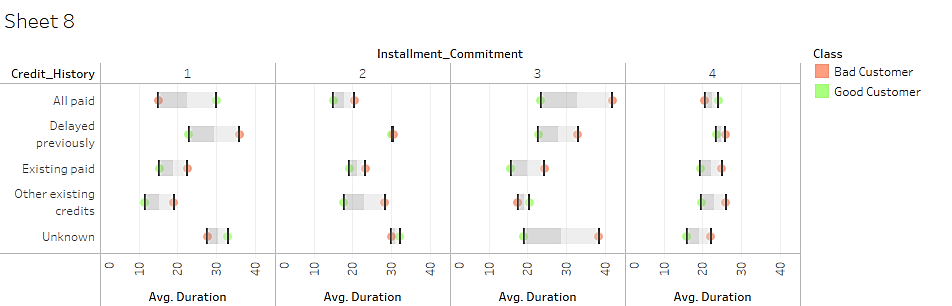 Sheet 8
Installment_Commitment
Credit_History 1 2 3 4
All paid
Delayed
previously
Existing paid
Other existing
credits
Unknown
0 10 20 30 40 0 10 20 30 40 0 10 20 30 40 0 10 20 30 40
Avg. Duration Avg. Duration Avg. Duration Avg. Duration
Class
Bad Customer
Good Customer